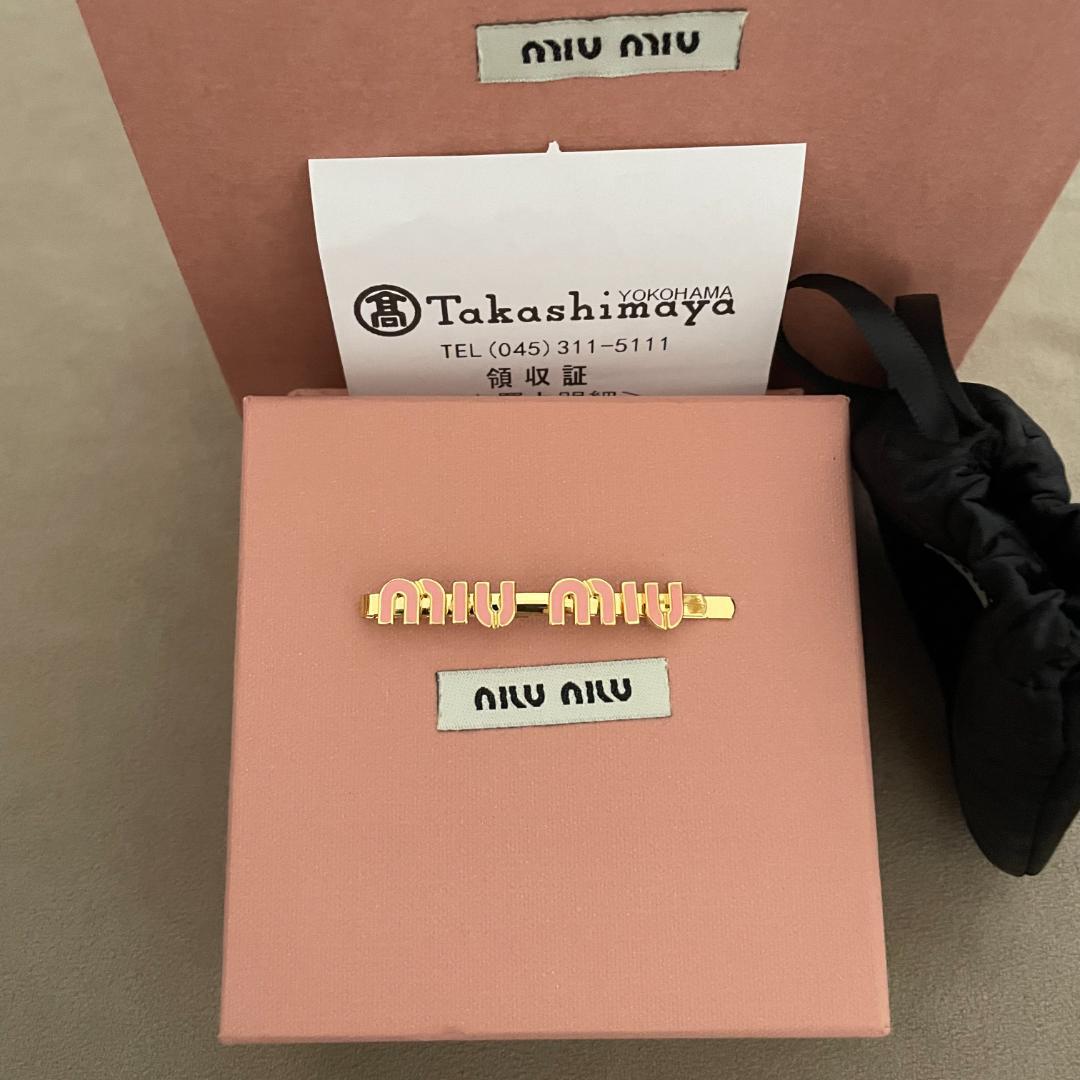 miu miu
髙 Takashimaya
YOKOHAMA
TEL (045) 311-5111
領収証
miu miu
miu miu